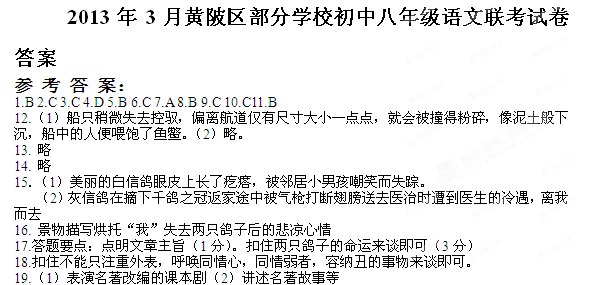 2013 年 3 月黄陂区部分学校初中八年级语文联考试卷
答案
参 考 答 案：
1.B 2.C 3.C 4.D 5.B 6.C 7.A 8.B 9.C 10.C11.B
12.（1）船只稍微失去控驭，偏离航道仅有尺寸大小一点点，就会被撞得粉碎，像泥土般下
沉，船中的人便喂饱了鱼鳖。（2）略。
13. 略
14. 略
15.（1）美丽的白信鸽眼皮上长了疙瘩，被邻居小男孩嘲笑而失踪。
（2）灰信鸽在摘下千鸽之冠返家途中被气枪打断翅膀送去医治时遭到医生的冷遇，离我
而去
16. 景物描写烘托“我”失去两只鸽子后的悲凉心情
17.答题要点：点明文章主旨（1 分）。扣住两只鸽子的命运来谈即可（3 分）
18.扣住不能只注重外表，呼唤同情心，同情弱者，容纳丑的事物来谈即可。
19.（1）表演名著改编的课本剧（2）讲述名著故事等